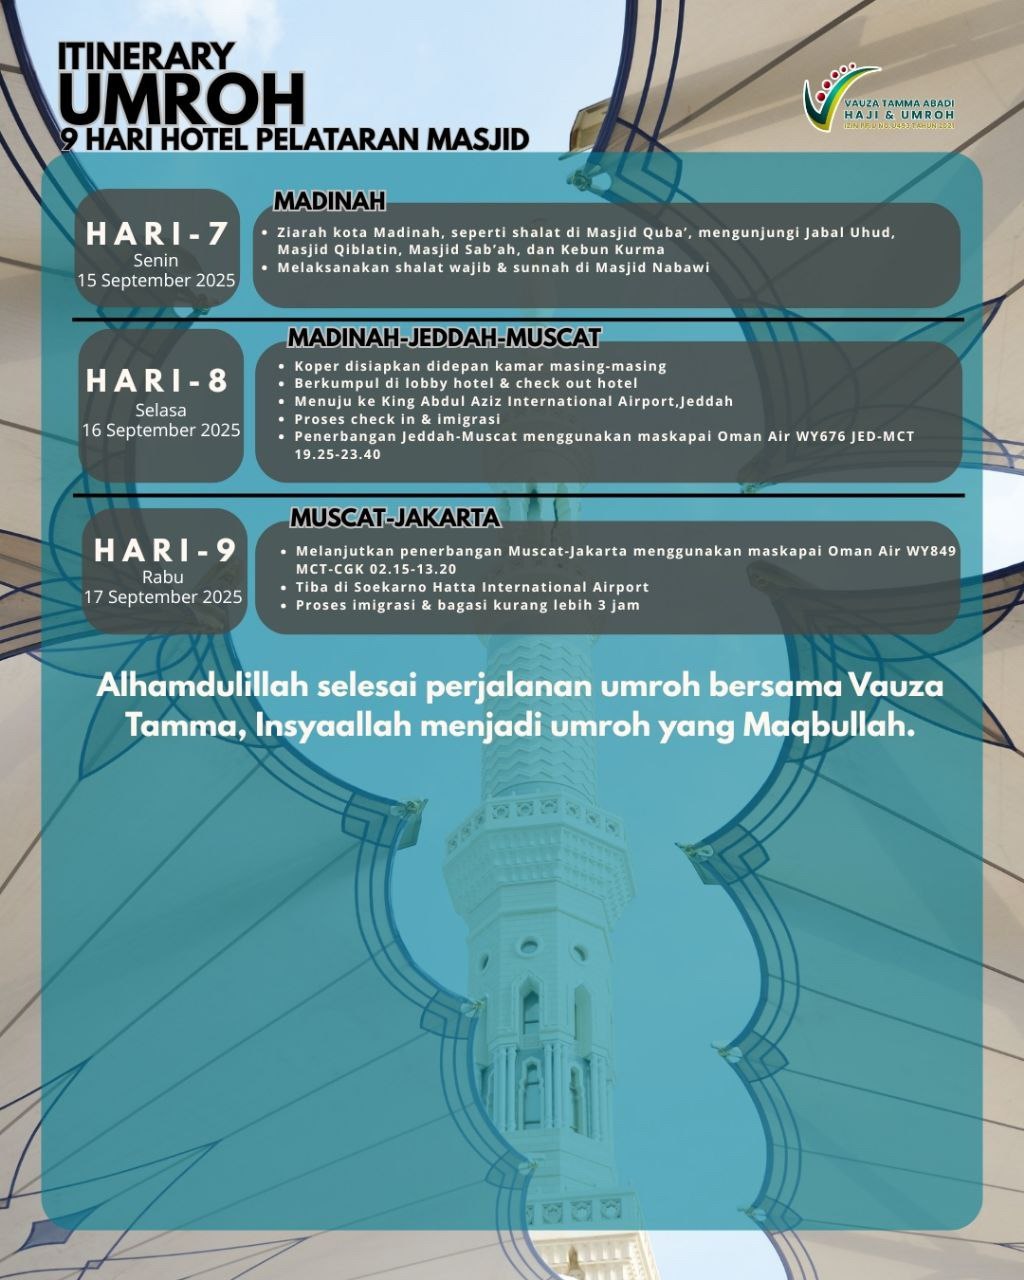 ITINERARY
UMROH
9 HARI HOTEL PELATARAN MASJID
VAUZA TAMMA ABADI
HAJI & UMROH
MADINAH
HARI-7
Senin
15 September 2025
• Ziarah kota Madinah, seperti shalat di Masjid Quba’, mengunjungi Jabal Uhud,
Masjid Qiblatin, Masjid Sab’ah, dan Kebun Kurma
• Melaksanakan shalat wajib & sunnah di Masjid Nabawi
MADINAH-JEDDAH-MUSCAT
HARI-8
Selasa
16 September 2025
• Koper disiapkan didepan kamar masing-masing
• Berkumpul di lobby hotel & check out hotel
• Menuju ke King Abdul Aziz International Airport,Jeddah
• Proses check in & imigrasi
• Penerbangan Jeddah-Muscat menggunakan maskapai Oman Air WY676 JED-MCT
19.25-23.40
MUSCAT-JAKARTA
HARI-9
Rabu
17 September 2025
• Melanjutkan penerbangan Muscat-Jakarta menggunakan maskapai Oman Air WY849
MCT-CGK 02.15-13.20
• Tiba di Soekarno Hatta International Airport
• Proses imigrasi & bagasi kurang lebih 3 jam
Alhamdulillah selesai perjalanan umroh bersama Vauza
Tamma, Insyaallah menjadi umroh yang Maqbullah.